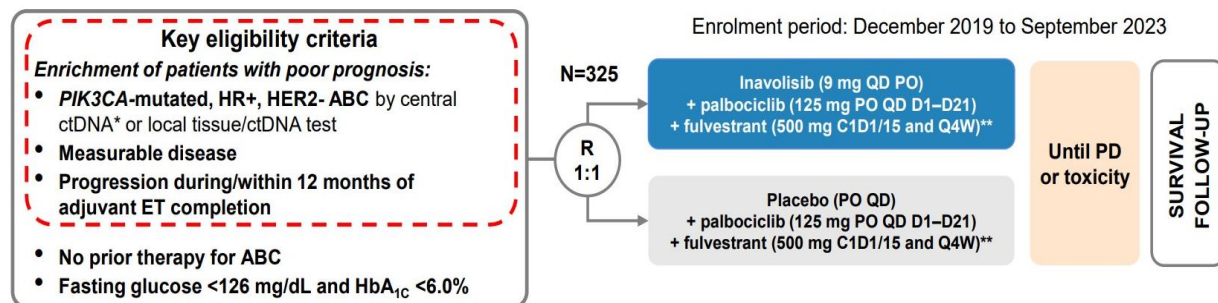 Key eligibility criteria
Enrichment of patients with poor prognosis:
• PIK3CA-mutated, HR+, HER2- ABC by central
ctDNA* or local tissue/ctDNA test
• Measurable disease
• Progression during/within 12 months of
adjuvant ET completion
• No prior therapy for ABC
• Fasting glucose <126 mg/dL and HbA1C <6.0%
N=325
R
1:1
Enrolment period: December 2019 to September 2023
Inavolisib (9 mg QD PO)
+ palbociclib (125 mg PO QD D1–D21)
+ fulvestrant (500 mg C1D1/15 and Q4W)**
Placebo (PO QD)
+ palbociclib (125 mg PO QD D1–D21)
+ fulvestrant (500 mg C1D1/15 and Q4W)**
Until PD
or toxicity
SURVIVAL
FOLLOW-UP